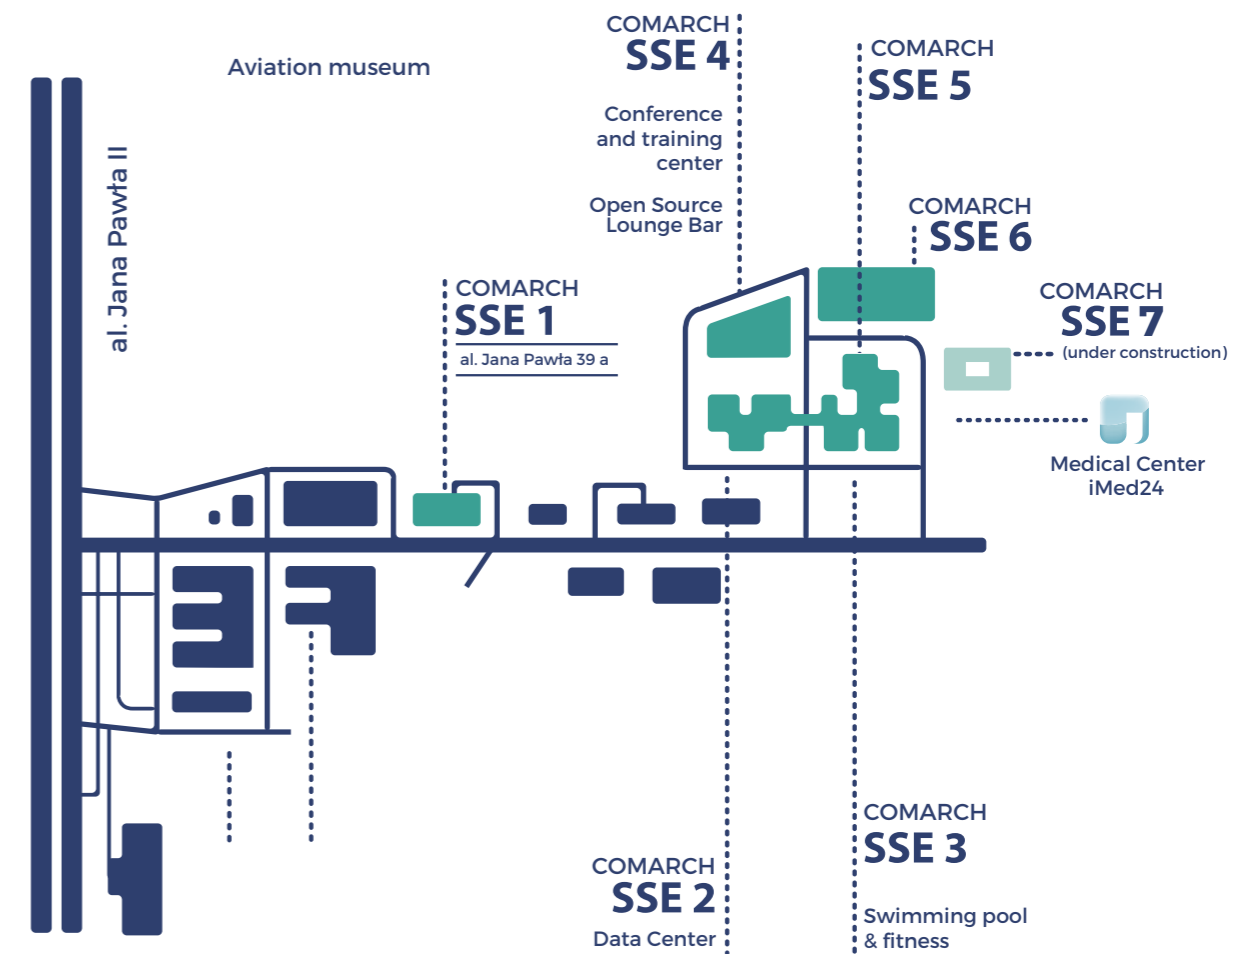 COMARCH
SSE 4
Conference
and training
center
Open Source
Lounge Bar
COMARCH
SSE 5
Aviation museum
al. Jana Pawła II
COMARCH
SSE 6
COMARCH
SSE 1
al. Jana Pawła 39 a
COMARCH
SSE 7
(under construction)
Medical Center
iMed24
COMARCH
SSE 3
Swimming pool
& fitness
COMARCH
SSE 2
Data Center